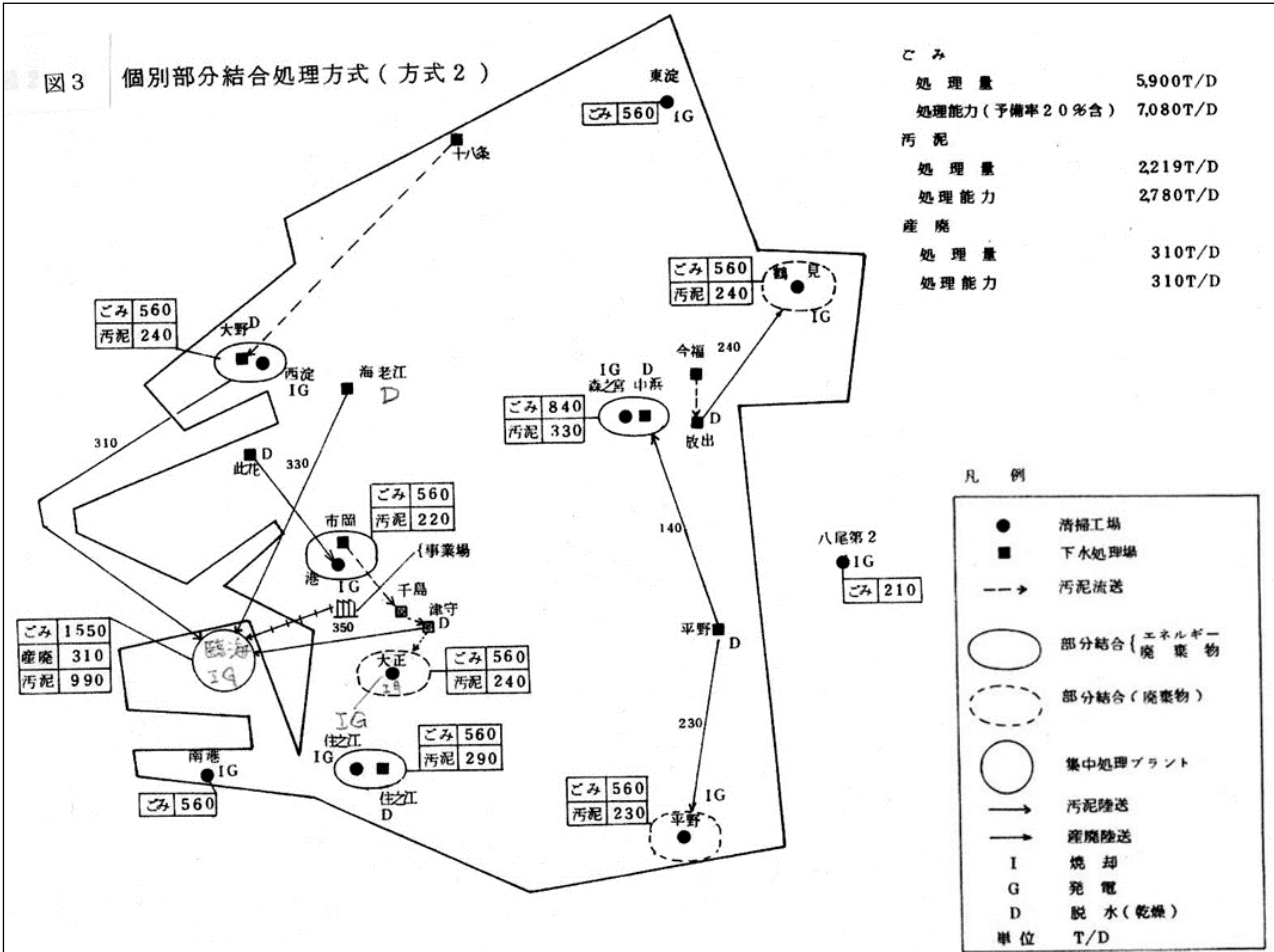 図3 個別部分結合処理方式(方式2)
ごみ
処理量 5,900T/D
処理能力(予備率20%含) 7,080T/D
汚泥
処理量 2,219T/D
処理能力 2,780T/D
産廃
処理量 310T/D
処理能力 310T/D
東淀
ごみ 560
IG
十八条
ごみ 560
汚泥 240
鶴見
IG
ごみ 560
汚泥 240
大野 D
西淀
IG
海老江
D
今福
240
D
放出
IG D
森之宮 中浜
ごみ 840
汚泥 330
310
330
D
此花
ごみ 560
汚泥 220
市岡
港
IG
{事業場
140
八尾第2
IG
ごみ 210
千島
津守
D
350
平野
D
ごみ 1550
産廃 310
汚泥 990
臨海
IG
大正
IG
ごみ 560
汚泥 240
IG
230
住之江
IG
ごみ 560
汚泥 290
住之江
D
南港
IG
ごみ 560
ごみ 560
汚泥 230
IG
平野
凡例
清掃工場
下水処理場
汚泥流送
部分結合{エネルギー
廃棄物
部分結合(廃棄物)
集中処理プラント
汚泥陸送
産廃陸送
I 焼却
G 発電
D 脱水(乾燥)
単位 T/D